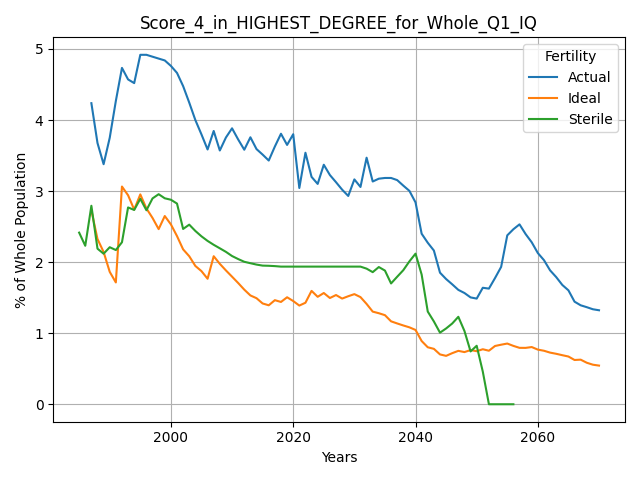 Score_4_in_HIGHEST_DEGREE_for_Whole_Q1_IQ
Fertility
Actual
Ideal
Sterile
% of Whole Population
5
4
3
2
1
0
2000
2020
2040
2060
Years